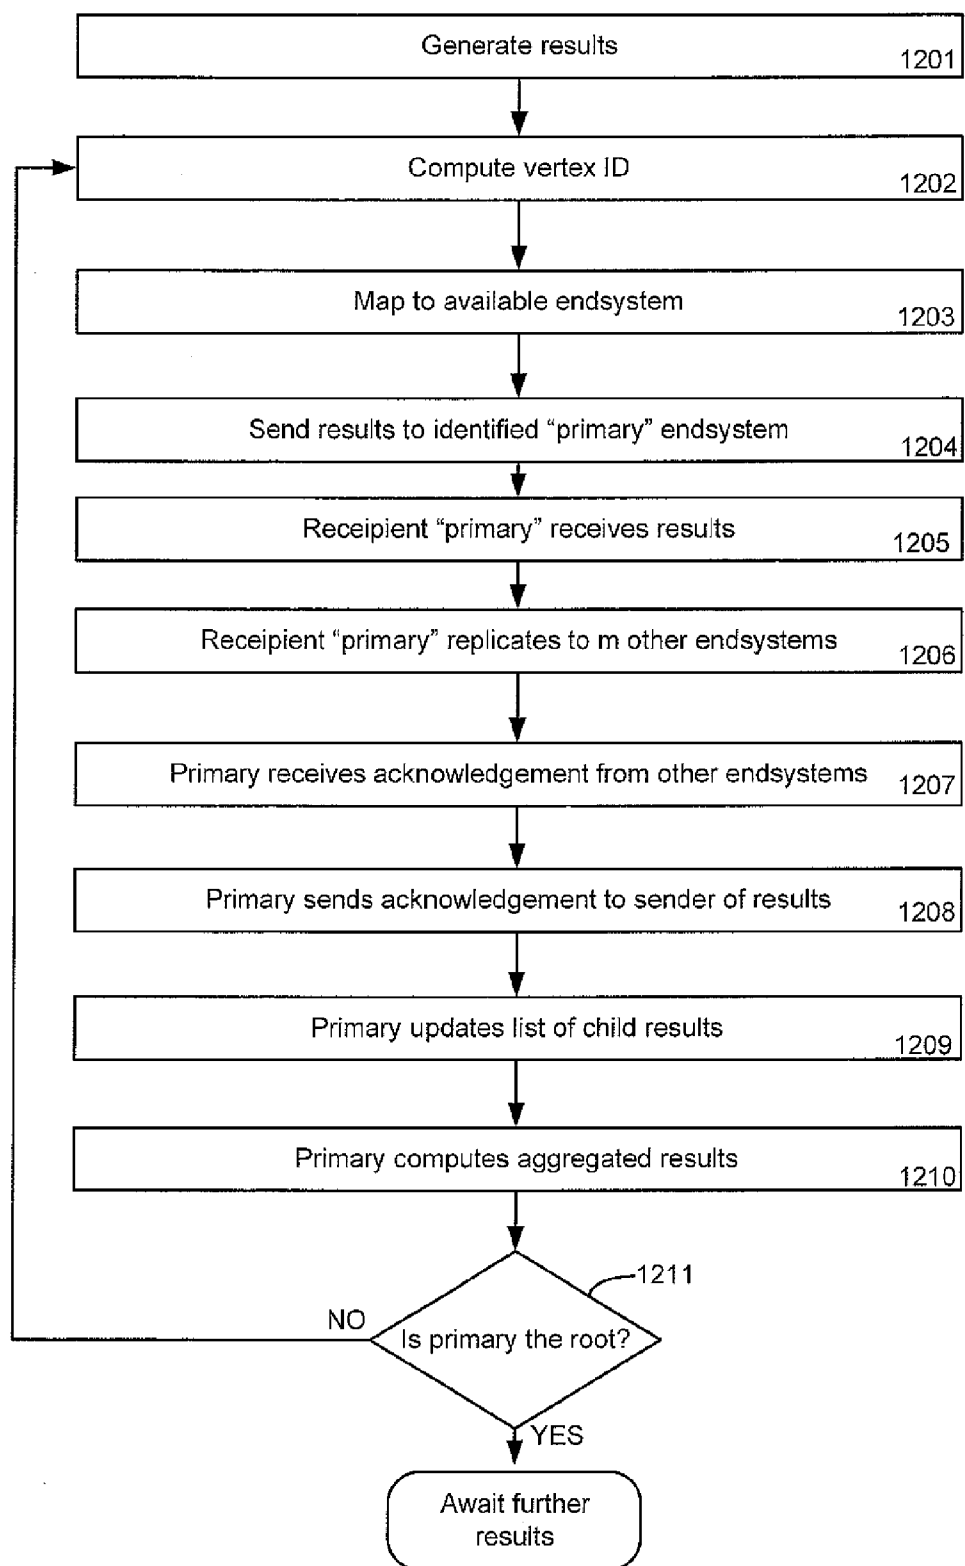 Generate results
1201
Compute vertex ID
1202
Map to available endsystem
1203
Send results to identified “primary” endsystem
1204
Receipient “primary” receives results
1205
Receipient “primary” replicates to m other endsystems
1206
Primary receives acknowledgement from other endsystems
1207
Primary sends acknowledgement to sender of results
1208
Primary updates list of child results
1209
Primary computes aggregated results
1210
1211
NO
Is primary the root?
YES
Await further
results